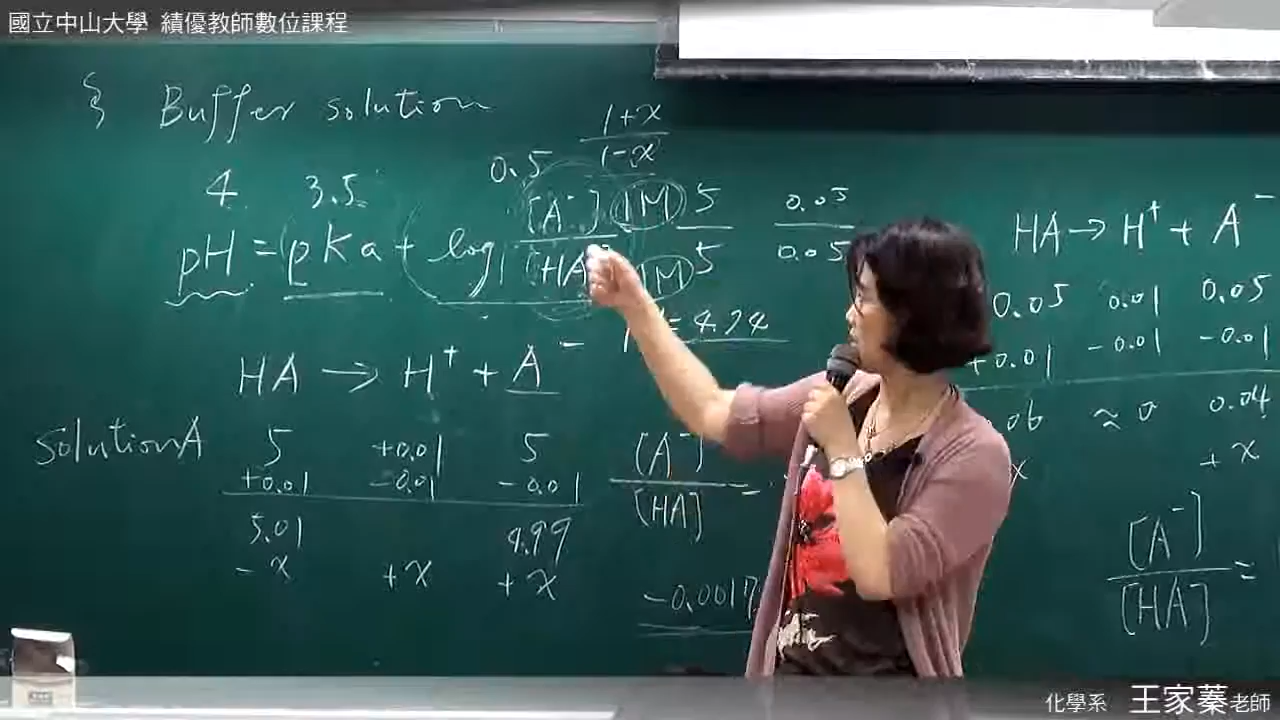 國立中山大學 績優教師數位課程
§ Buffer solution
1+x
1-x
4 3.5 0.5
pH = pKa + log [A⁻] 1M 5 0.05
[HA] 1M 5 0.05
= 4.74
HA → H⁺ + A⁻
Solution A 5 +0.01 5
+0.01 -0.01 -0.01
5.01 4.99
-x +x +x
[A⁻]
[HA] =
-0.0017
HA → H⁺ + A⁻
0.05 0.01 0.05
+0.01 -0.01 -0.01
06 ≈0 0.04
x +x
[A⁻]
[HA] =
化學系 王家蓁老師